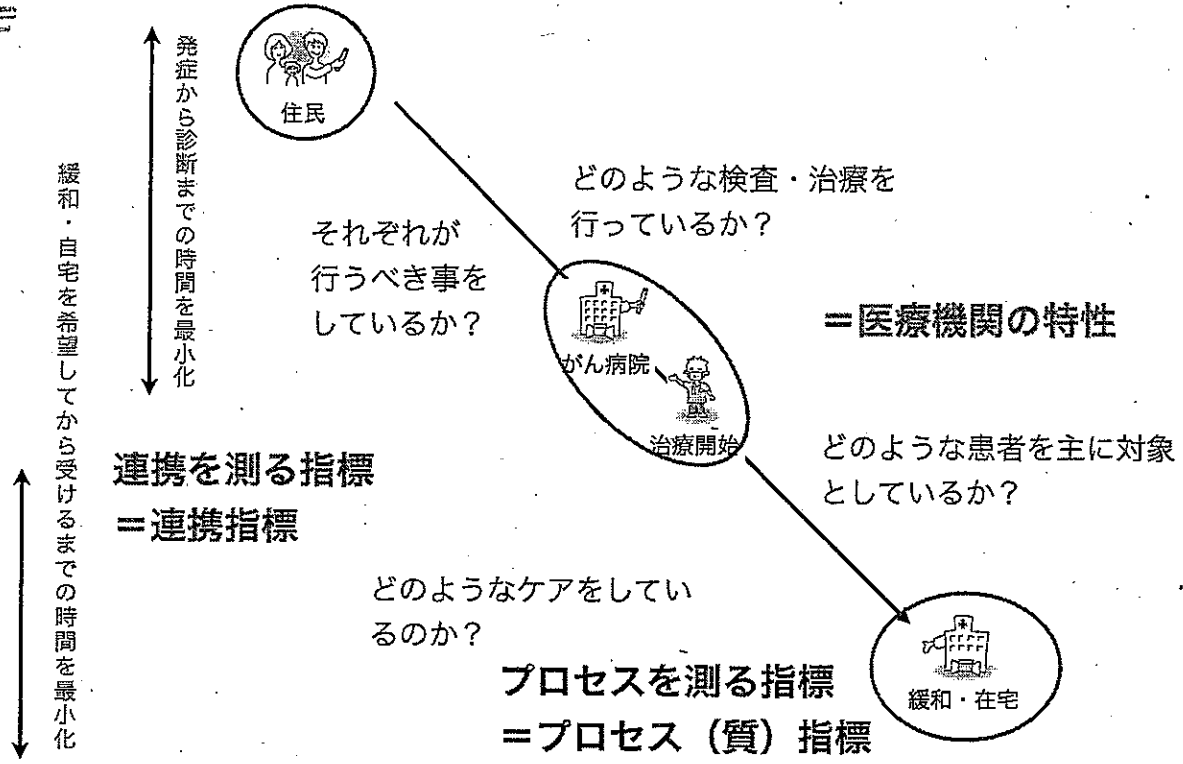 発症から診断までの時間を最小化
住民
緩和・自宅を希望してから受けるまでの時間を最小化
どのような検査・治療を
行っているか？
それぞれが
行うべき事を
しているか？
＝医療機関の特性
がん病院
治療開始
どのような患者を主に対象
としているか？
連携を測る指標
＝連携指標
どのようなケアをしてい
るのか？
プロセスを測る指標
＝プロセス（質）指標
緩和・在宅